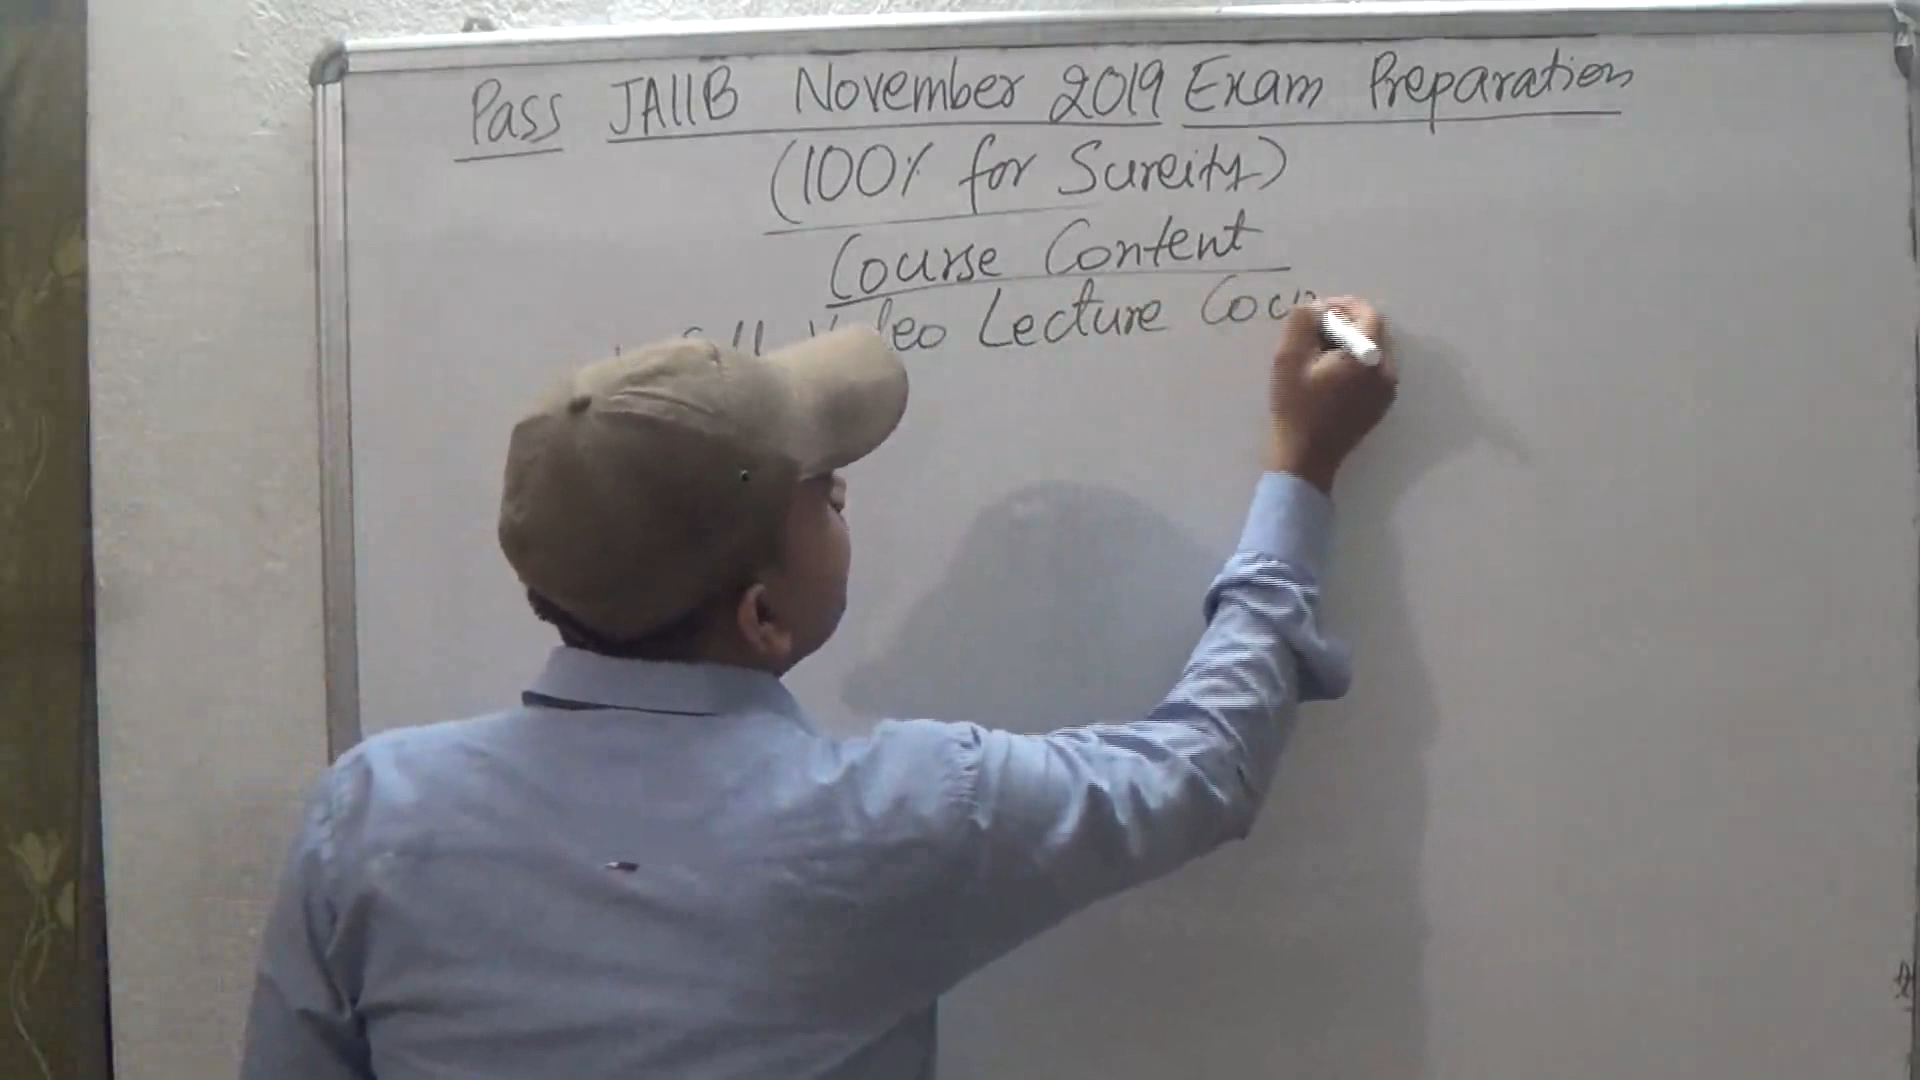 Pass JAIIB November 2019 Exam Preparation
(100% for Sureity)
Course Content
Lecture